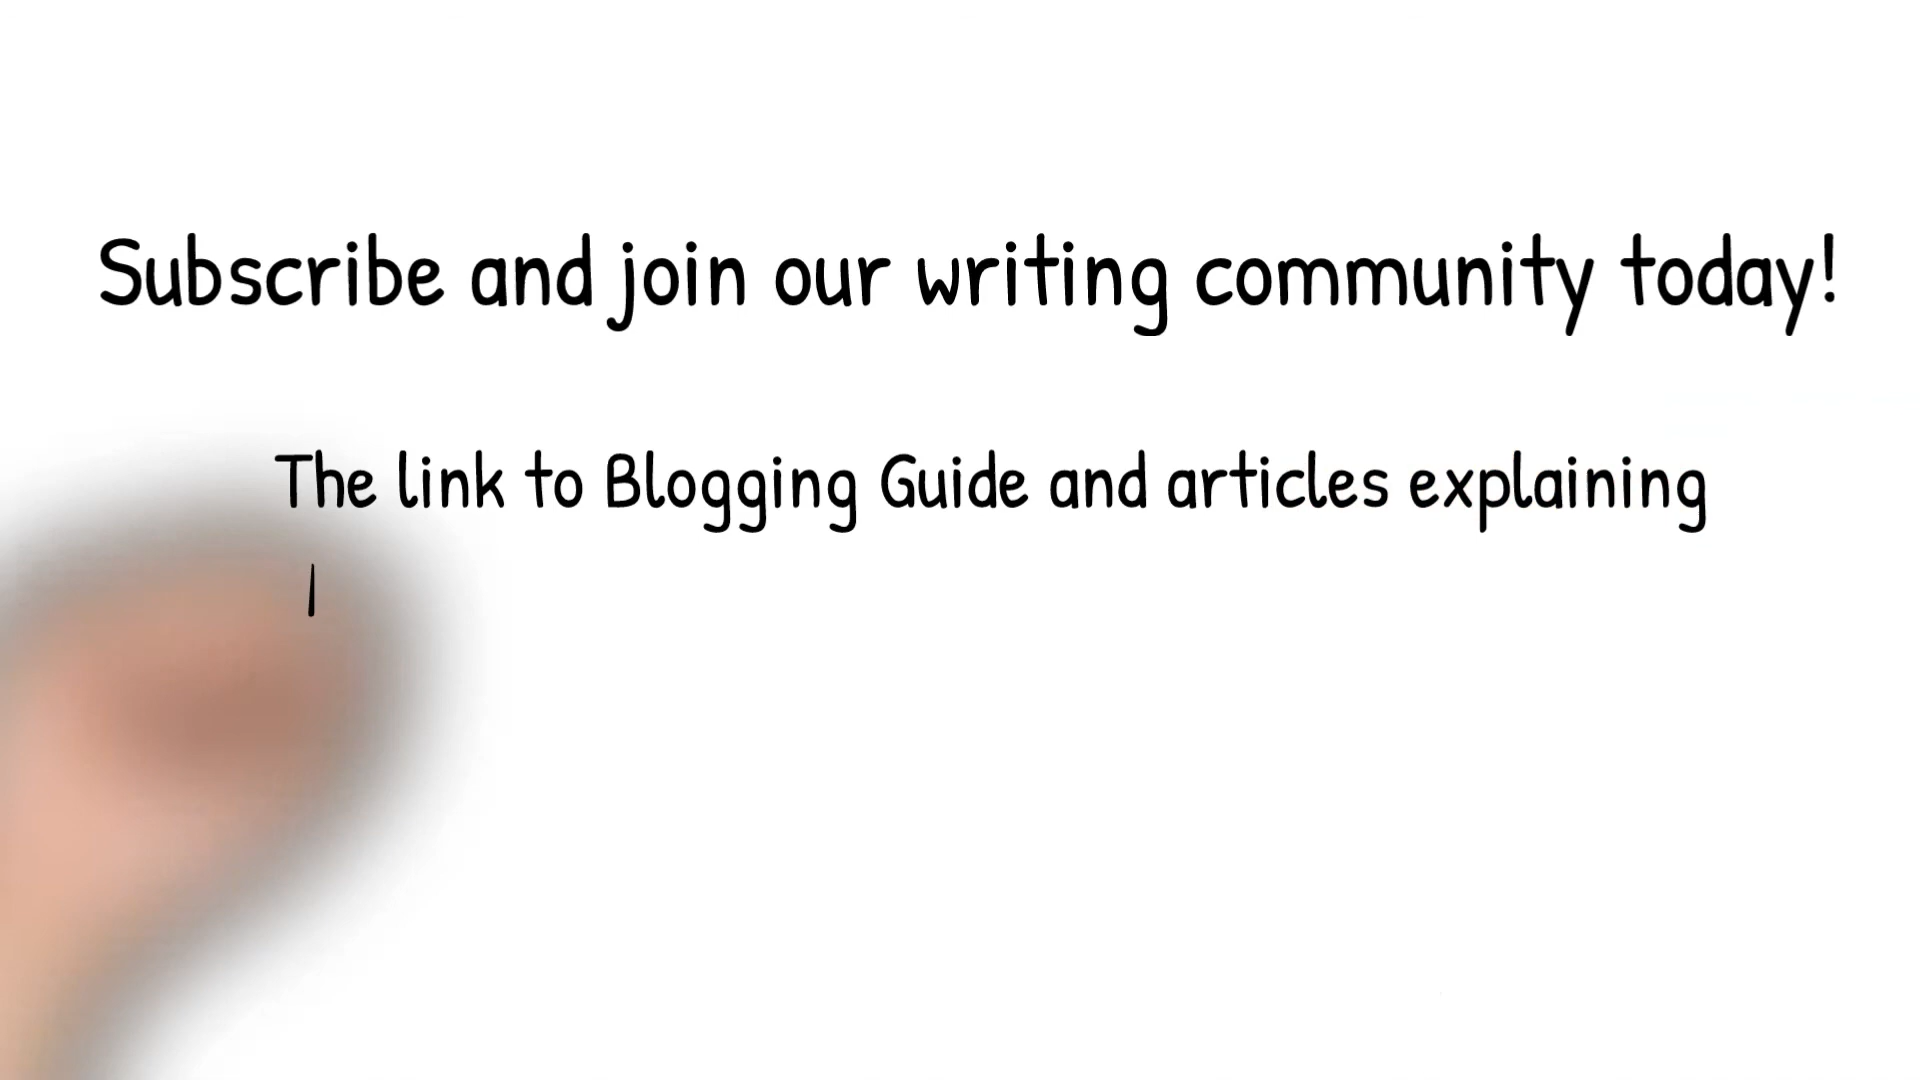 Subscribe and join our writing community today!
The link to Blogging Guide and articles explaining